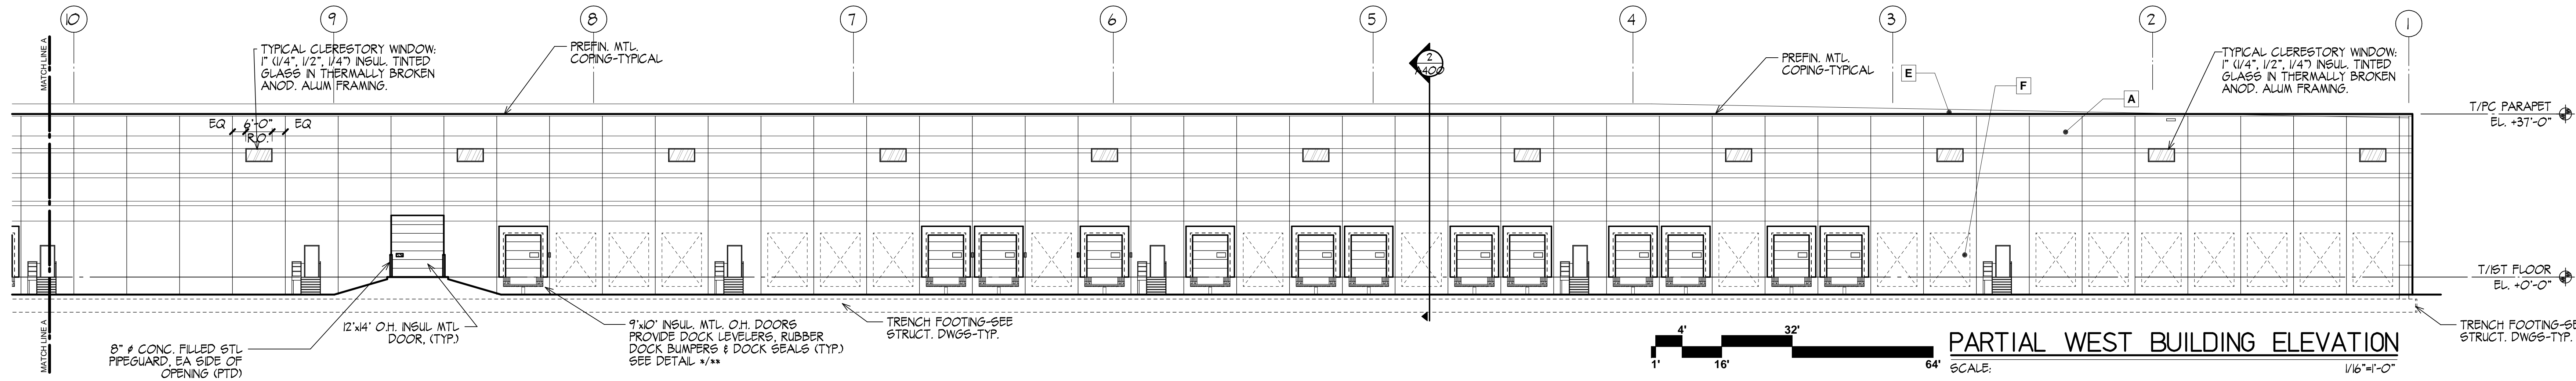 10
9
8
7
6
5
4
3
2
1
MATCH LINE A
TYPICAL CLERESTORY WINDOW:
1" (1/4", 1/2", 1/4") INSUL. TINTED
GLASS IN THERMALLY BROKEN
ANOD. ALUM FRAMING.
PREFIN. MTL.
COPING-TYPICAL
2
A400
PREFIN. MTL.
COPING-TYPICAL
E
F
A
TYPICAL CLERESTORY WINDOW:
1" (1/4", 1/2", 1/4") INSUL. TINTED
GLASS IN THERMALLY BROKEN
ANOD. ALUM FRAMING.
T/PC PARAPET
EL. +37'-0"
EQ
6'-0"
EQ
R.O.
T/1ST FLOOR
EL. +0'-0"
MATCH LINE A
8" ¢ CONC. FILLED STL
PIPEGUARD, EA SIDE OF
OPENING (PTD)
12'x14' O.H. INSUL MTL
DOOR, (TYP.)
9'x10' INSUL. MTL. O.H. DOORS
PROVIDE DOCK LEVELERS, RUBBER
DOCK BUMPERS & DOCK SEALS (TYP.)
SEE DETAIL */**
TRENCH FOOTING-SEE
STRUCT. DWGS-TYP.
4'
32'
1'
16'
64'
PARTIAL WEST BUILDING ELEVATION
SCALE:
1/16"=1'-0"
TRENCH FOOTING-SE
STRUCT. DWGS-TYP.